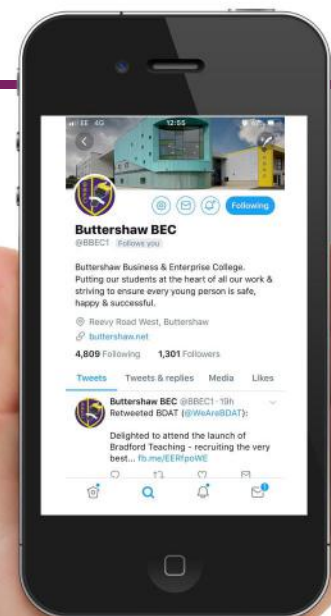 EE 4G 12:55
Following
Buttershaw BEC
@BBEC1 Follows you
Buttershaw Business & Enterprise College.
Putting our students at the heart of all our work &
striving to ensure every young person is safe,
happy & successful.
Reevy Road West, Buttershaw
buttershaw.net
4,809 Following 1,301 Followers
Tweets Tweets & replies Media Likes
Buttershaw BEC @BBEC1 · 19h
Retweeted BDAT (@WeAreBDAT):
Delighted to attend the launch of
Bradford Teaching - recruiting the very
best... fb.me/EERfpoWE